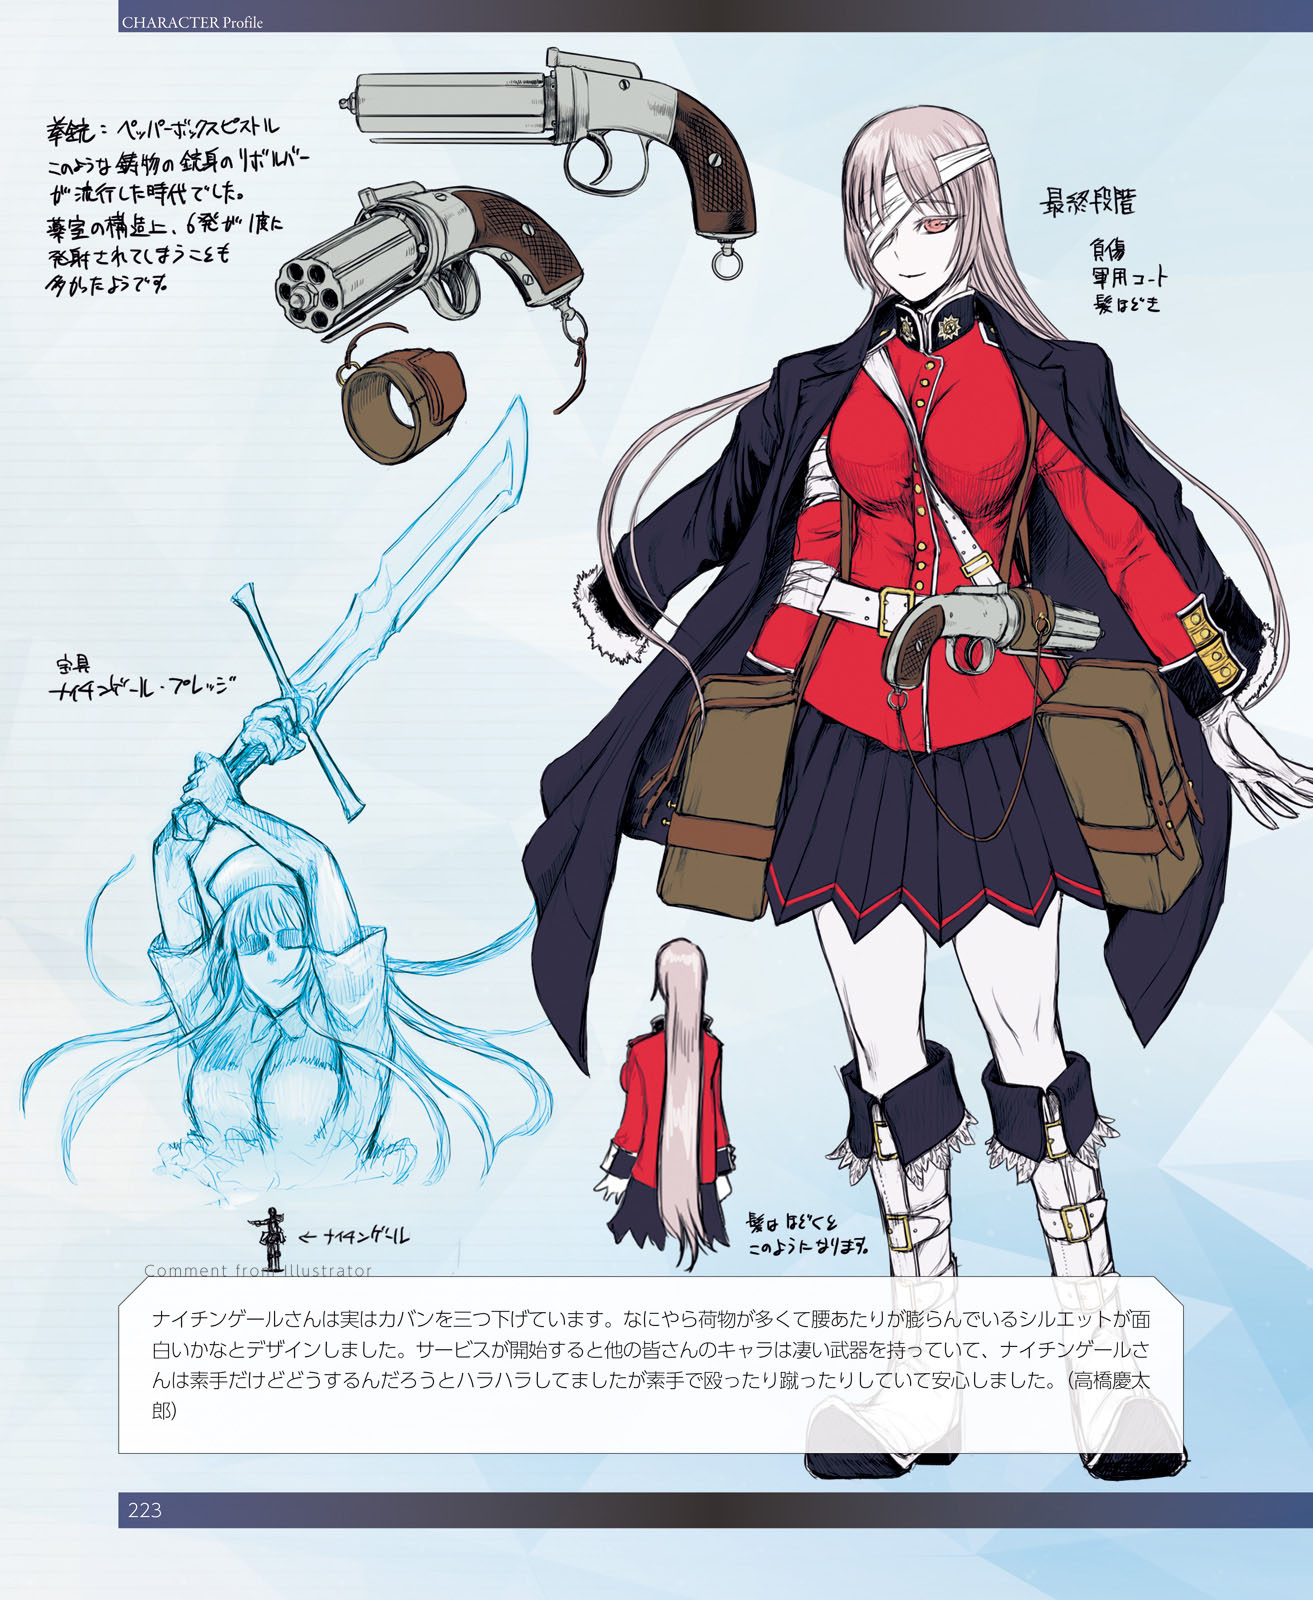 CHARACTER Profile
拳銃：ペッパーボックスピストル
このような鋳物の銃身のリボルバー
が流行した時代でした。
薬室の構造上、6発が1度に
発射されてしまうことも
多かったようです。
最終段階
負傷
軍用コート
髪ほどき
宝具
ナイチンゲール・プレッジ
髪はほどくと
このようになります。
←ナイチンゲール
Comment from Illustrator
ナイチンゲールさんは実はカバンを三つ下げています。なにやら荷物が多くて腰あたりが膨らんでいるシルエットが面
白いかなとデザインしました。サービスが開始すると他の皆さんのキャラは凄い武器を持っていて、ナイチンゲールさ
んは素手だけどどうするんだろうとハラハラしてましたが素手で殴ったり蹴ったりしていて安心しました。（高橋慶太
郎）
223